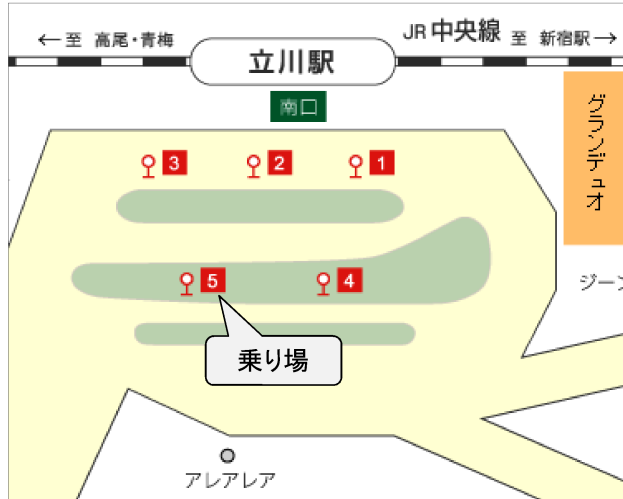 ←至 高尾・青梅
立川駅
JR 中央線 至 新宿駅→
南口
グランデュオ
3
2
1
5
4
ジーン
乗り場
アレアレア